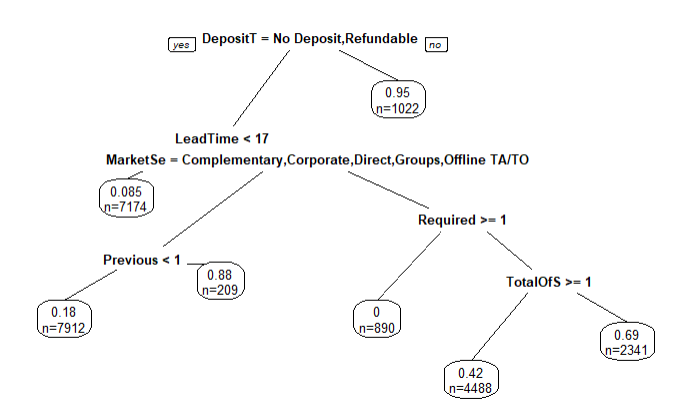 yes DepositT = No Deposit,Refundable no
0.95
n=1022
LeadTime < 17
MarketSe = Complementary,Corporate,Direct,Groups,Offline TA/TO
0.085
n=7174
Required >= 1
Previous < 1
0.88
n=209
TotalOfS >= 1
0.18
n=7912
0
n=890
0.69
n=2341
0.42
n=4488